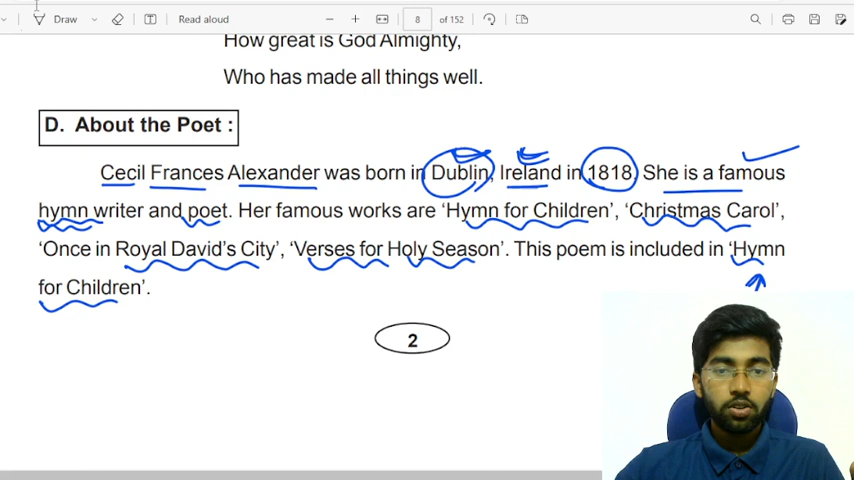 Draw
Read aloud
8 of 152
How great is God Almighty,
Who has made all things well.
D. About the Poet :
Cecil Frances Alexander was born in Dublin, Ireland in 1818. She is a famous
hymn writer and poet. Her famous works are ‘Hymn for Children’, ‘Christmas Carol’,
‘Once in Royal David’s City’, ‘Verses for Holy Season’. This poem is included in ‘Hymn
for Children’.
2